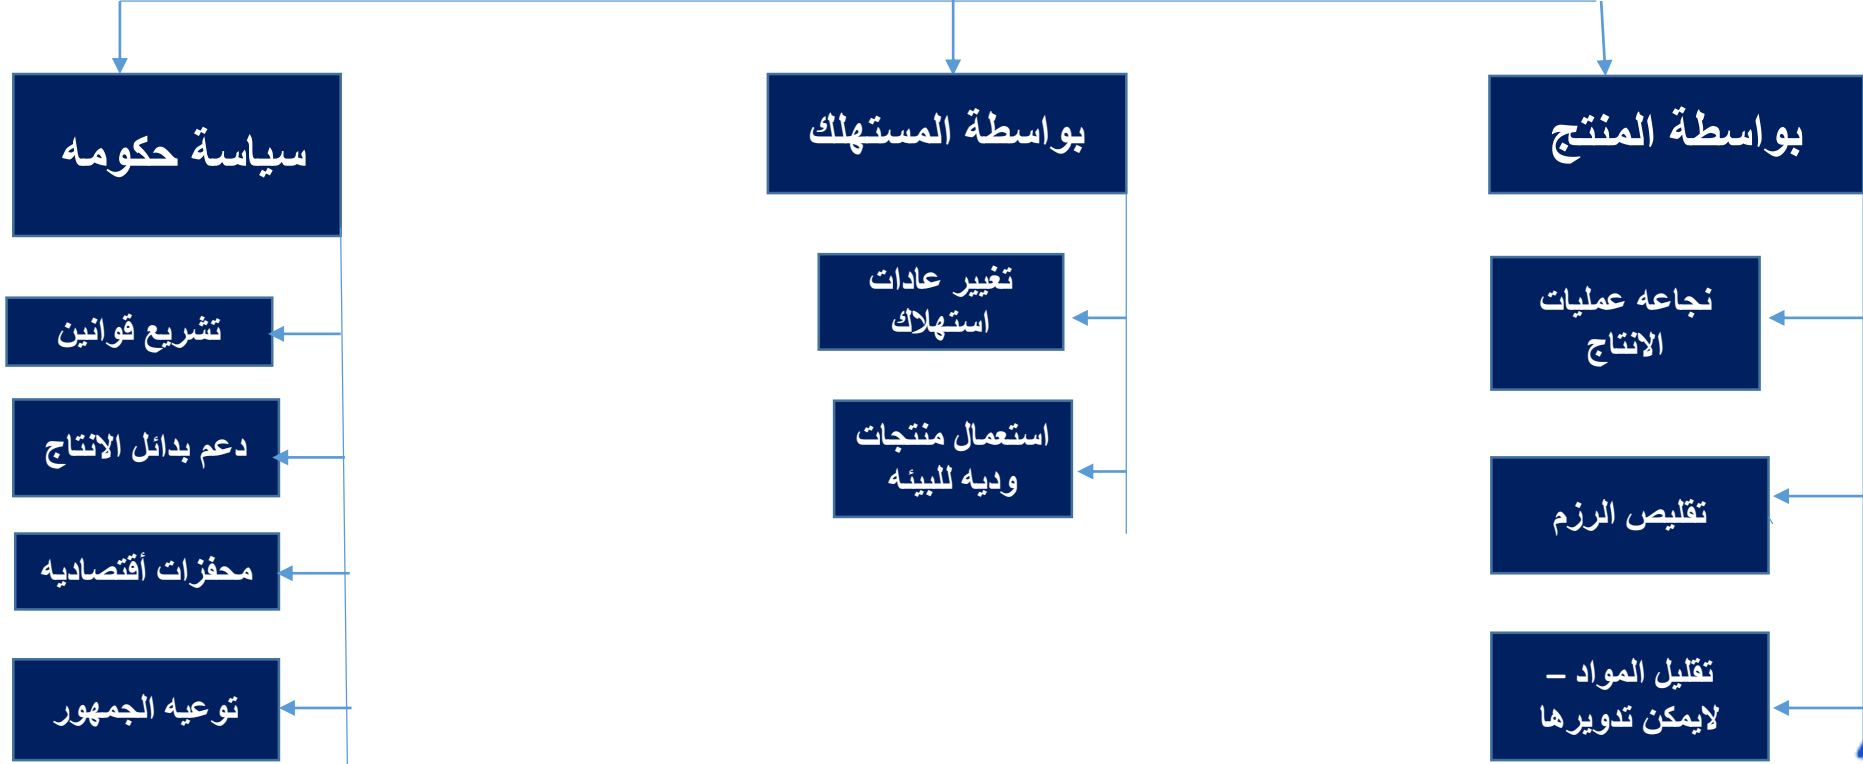 بواسطة المنتج
نجاعه عمليات
الانتاج
تقليص الرزم
تقليل المواد –
لايمكن تدويرها
بواسطة المستهلك
تغيير عادات
استهلاك
استعمال منتجات
وديه للبيئه
سياسة حكومه
تشريع قوانين
دعم بدائل الانتاج
محفزات أقتصاديه
توعيه الجمهور